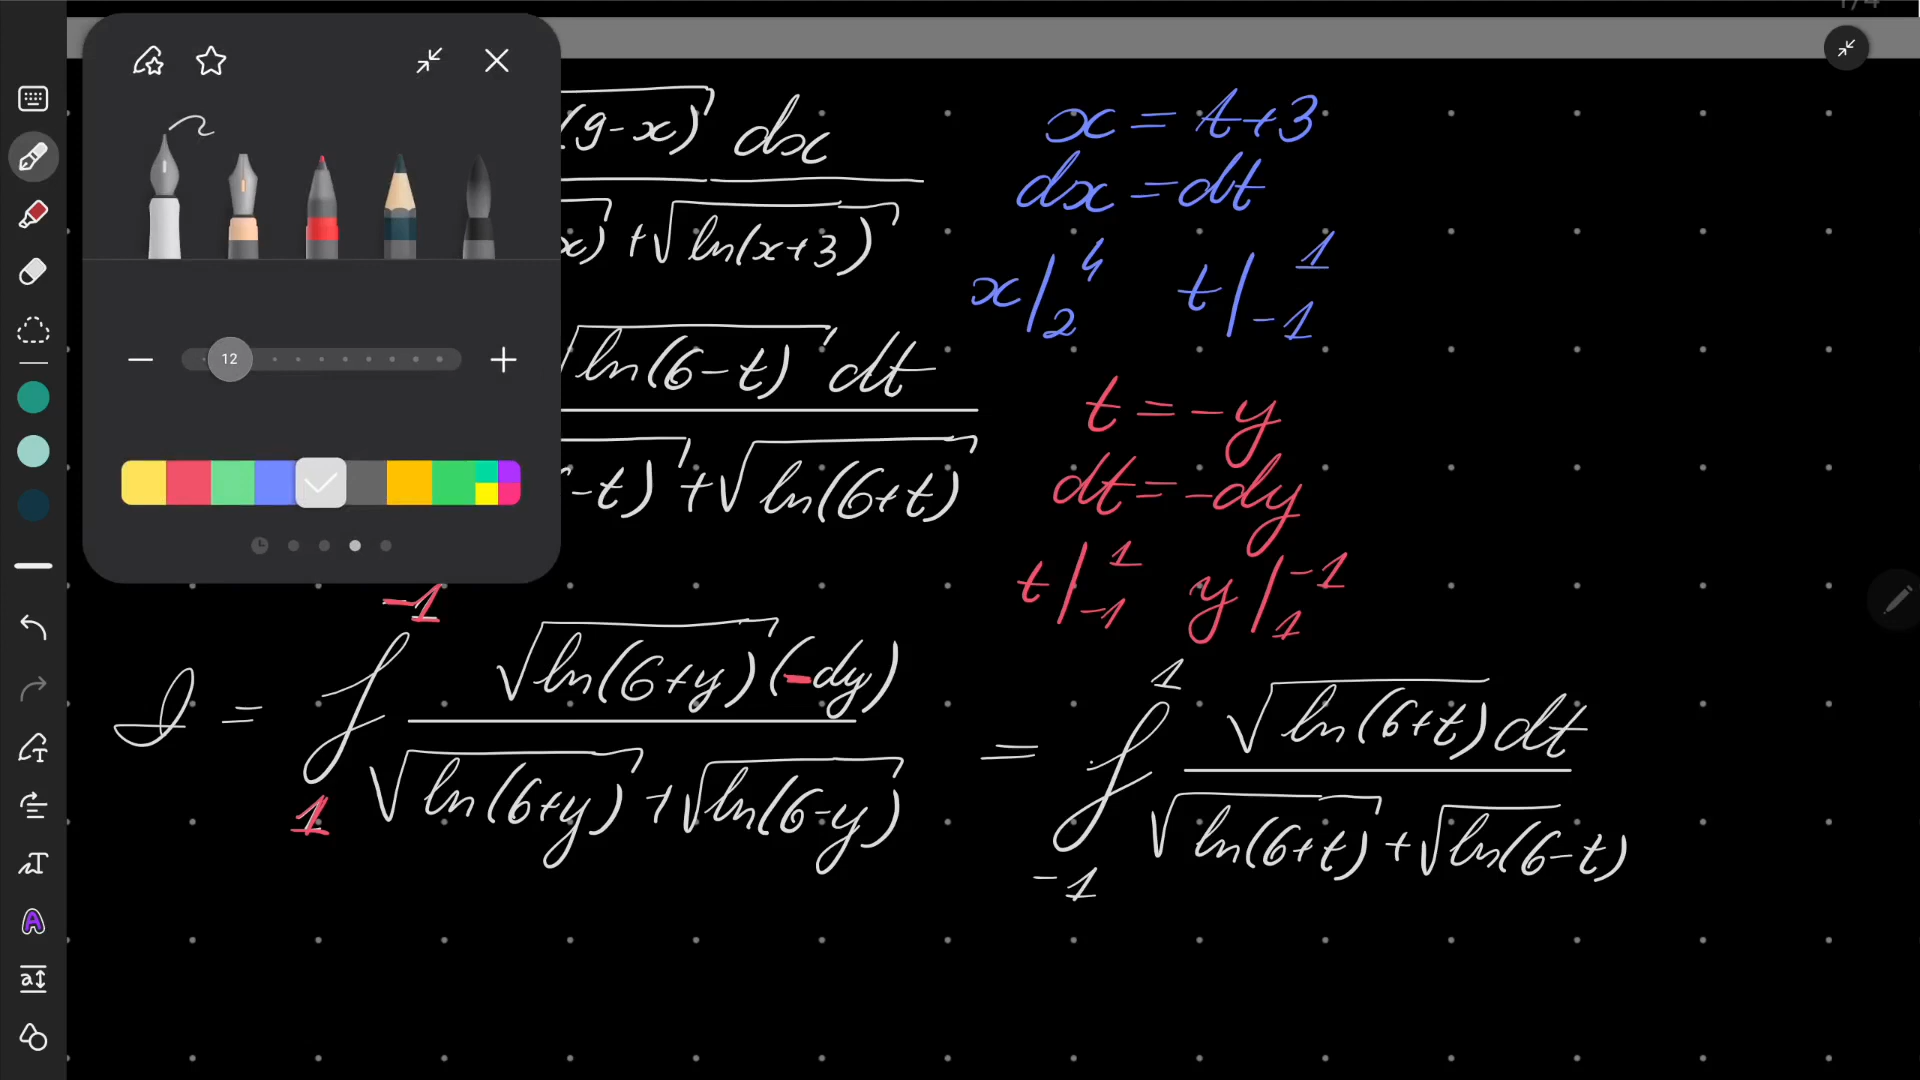 (9-x) dx
x) + √ln(x+3)
x = t+3
dx = dt
x|₂⁴ t|₋₁¹
√ln(6-t) dt
-t) + √ln(6+t)
t = -y
dt = -dy
t|₋₁¹ y|₁⁻¹
12
-1
I = ∫ √ln(6+y) (-dy)
√ln(6+y) + √ln(6-y)
1
1
= ∫ √ln(6+t) dt
√ln(6+t) + √ln(6-t)
-1